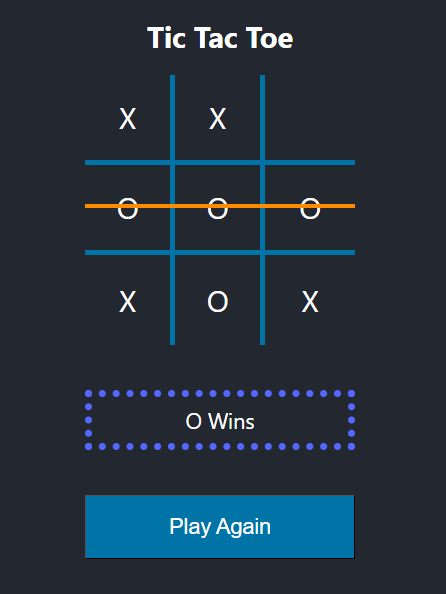 Tic Tac Toe
X X
O O O
X O X
O Wins
Play Again